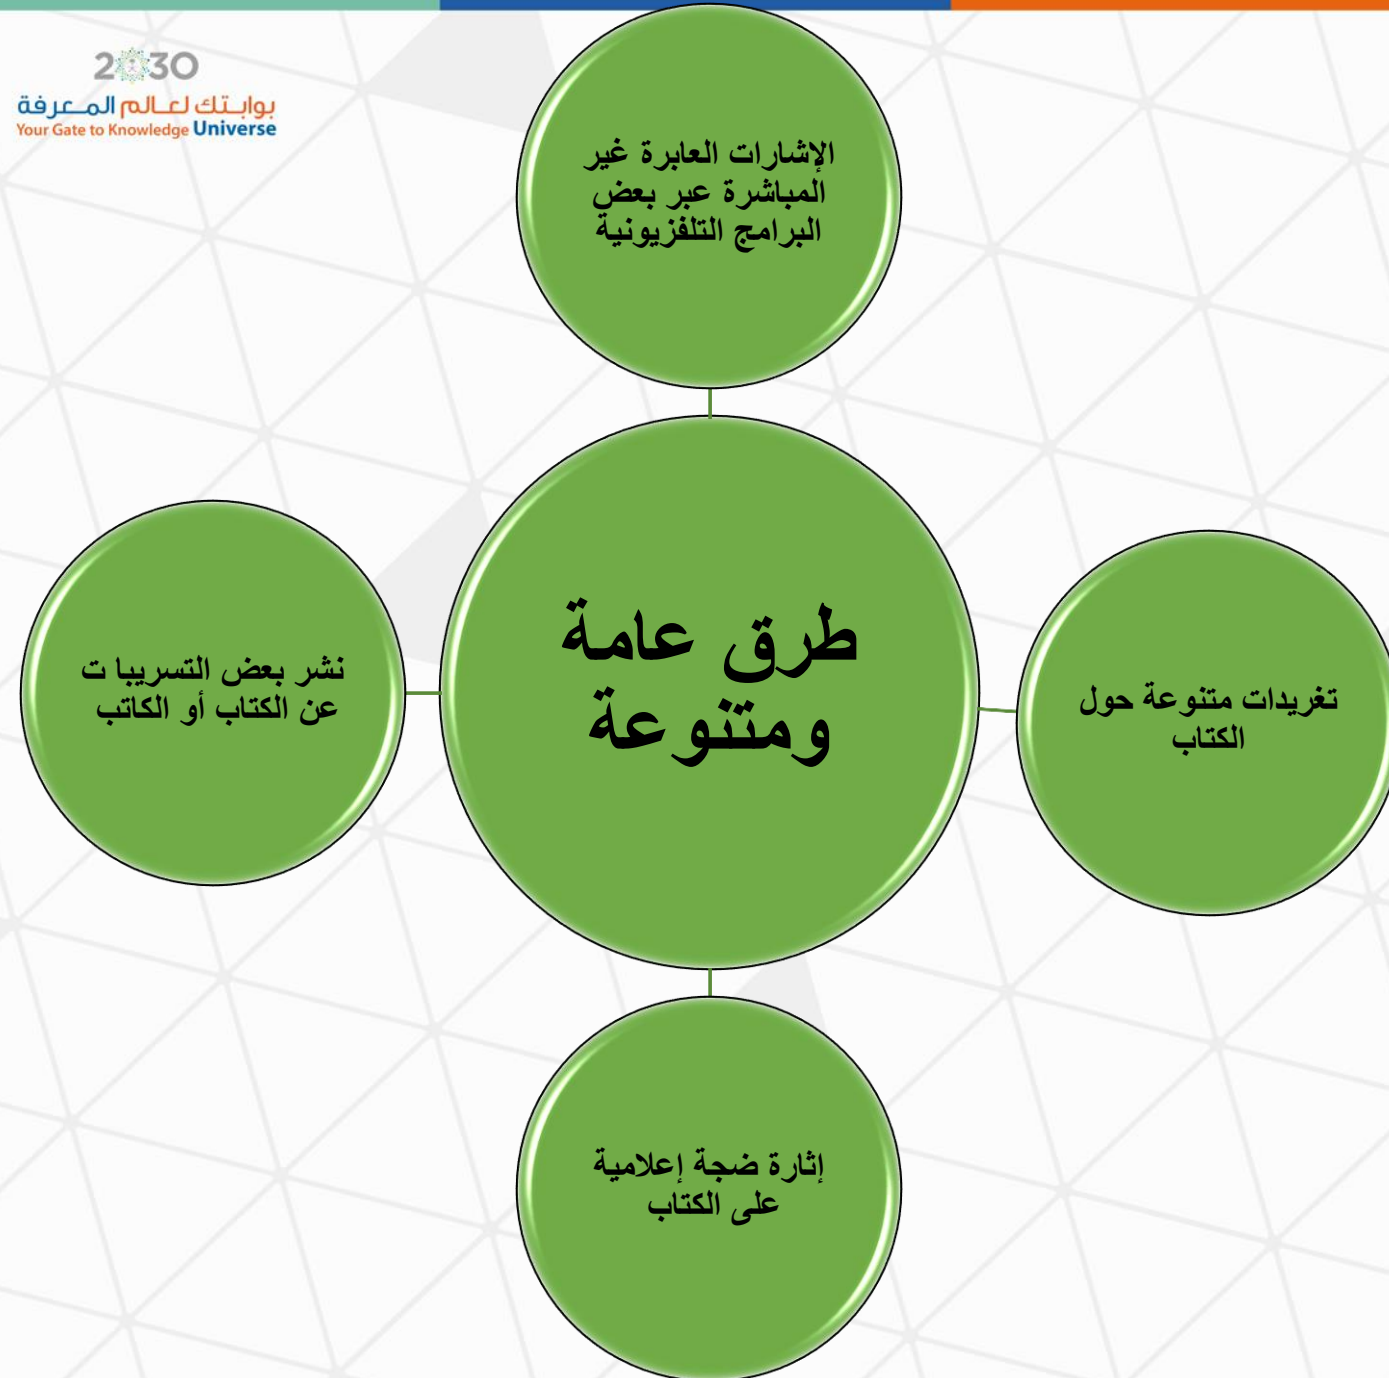 2030
بوابتك لعالم المعرفة
Your Gate to Knowledge Universe
الإشارات العابرة غير
المباشرة عبر بعض
البرامج التلفزيونية
طرق عامة
ومتنوعة
تغريدات متنوعة حول
الكتاب
إثارة ضجة إعلامية
على الكتاب
نشر بعض التسريبا ت
عن الكتاب أو الكاتب